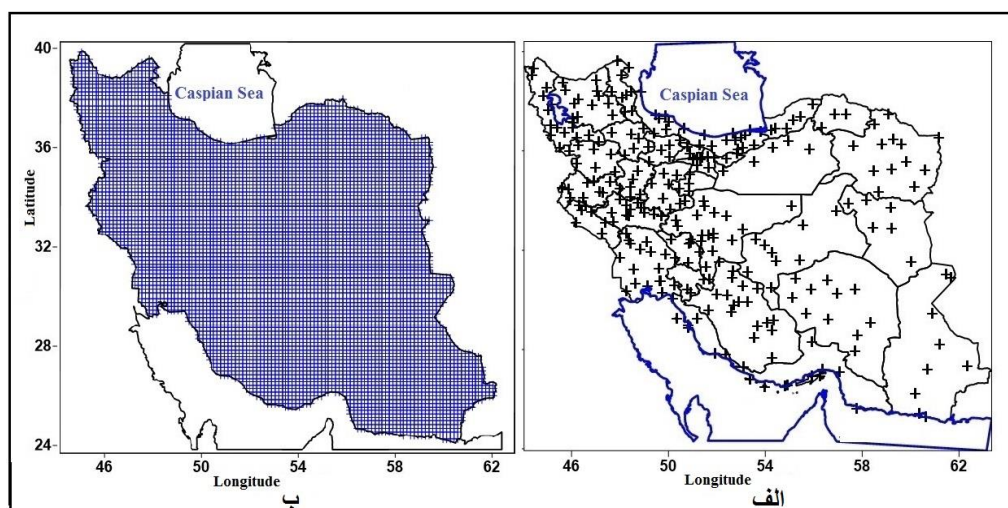 40
36
32
28
24
Latitude
Caspian Sea
46 50 54 58 62
Longitude
ب
Caspian Sea
46 50 54 58 62
Longitude
الف